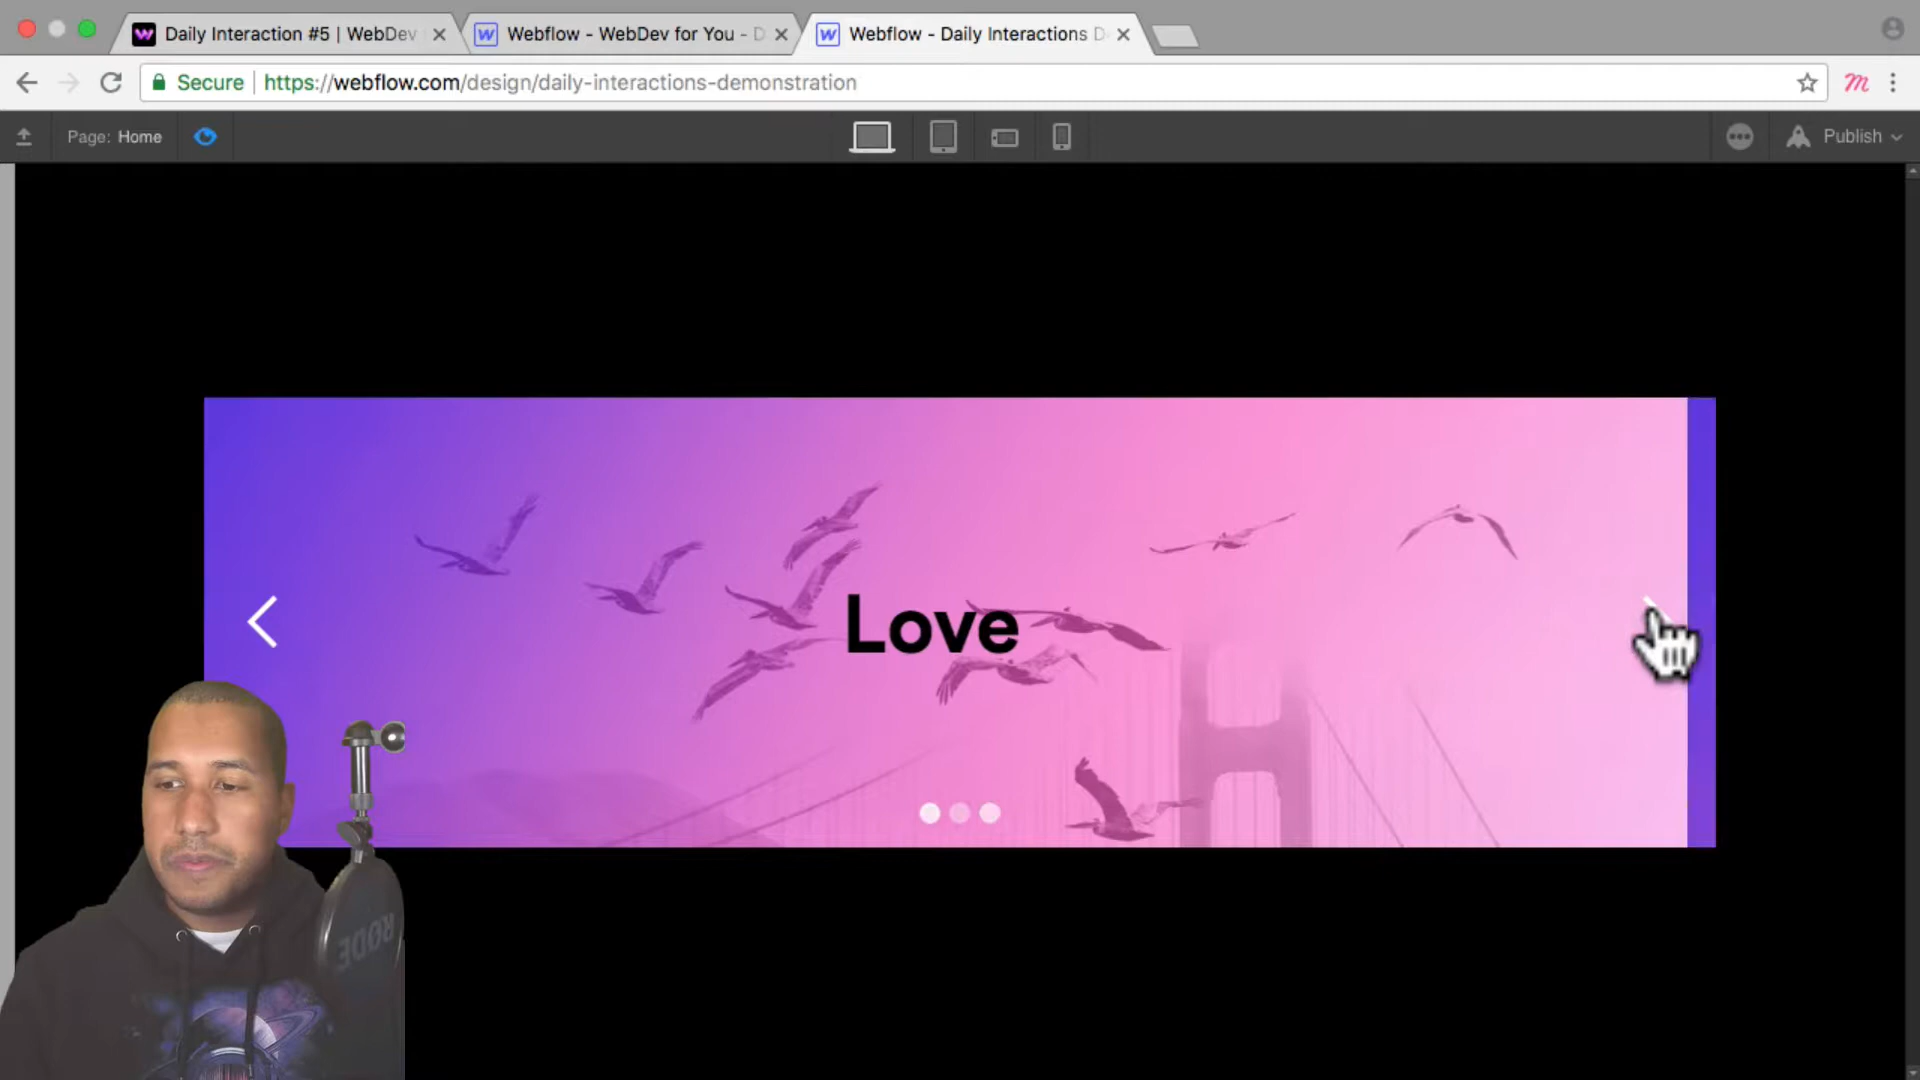 Daily Interaction #5 | WebDev
Webflow - WebDev for You - D
Webflow - Daily Interactions D
Secure
https://webflow.com/design/daily-interactions-demonstration
Page: Home
Publish
Love
RØDE